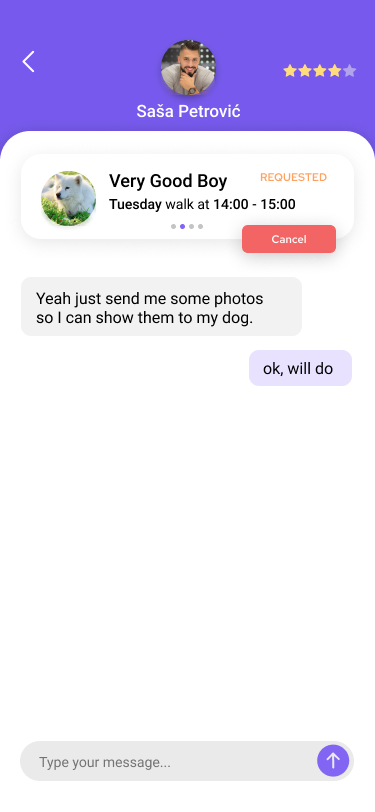 Saša Petrović
Very Good Boy
REQUESTED
Tuesday walk at 14:00 - 15:00
Cancel
Yeah just send me some photos
so I can show them to my dog.
ok, will do
Type your message...